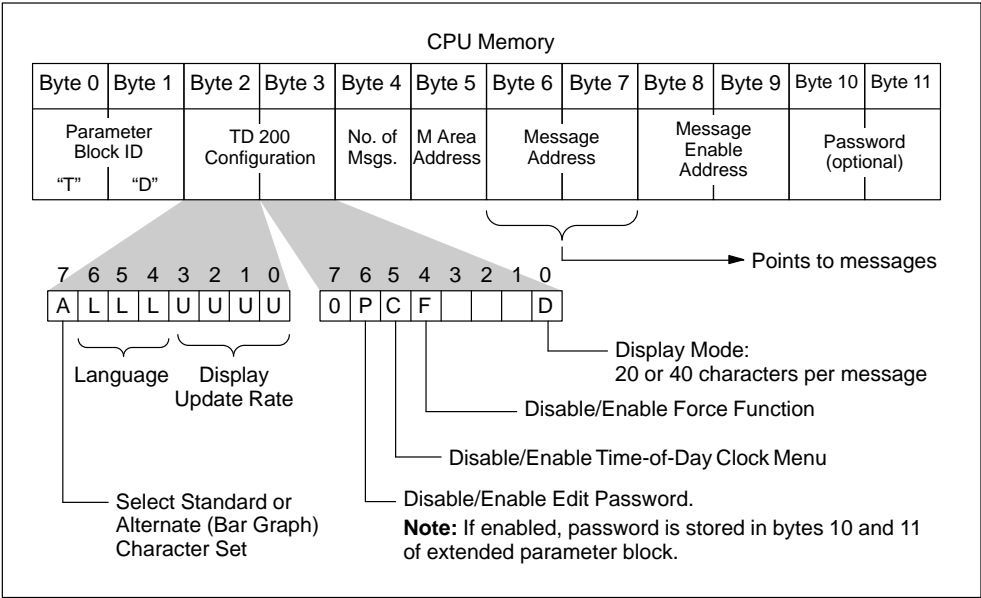 CPU Memory
Byte 0 Byte 1 Byte 2 Byte 3 Byte 4 Byte 5 Byte 6 Byte 7 Byte 8 Byte 9 Byte 10 Byte 11
Parameter
Block ID
“T” “D”
TD 200
Configuration
No. of
Msgs.
M Area
Address
Message
Address
Message
Enable
Address
Password
(optional)
Points to messages
7 6 5 4 3 2 1 0
A L L L U U U U
7 6 5 4 3 2 1 0
0 P C F D
Language
Display
Update Rate
Display Mode:
20 or 40 characters per message
Disable/Enable Force Function
Disable/Enable Time-of-Day Clock Menu
Select Standard or
Alternate (Bar Graph)
Character Set
Disable/Enable Edit Password.
Note: If enabled, password is stored in bytes 10 and 11
of extended parameter block.